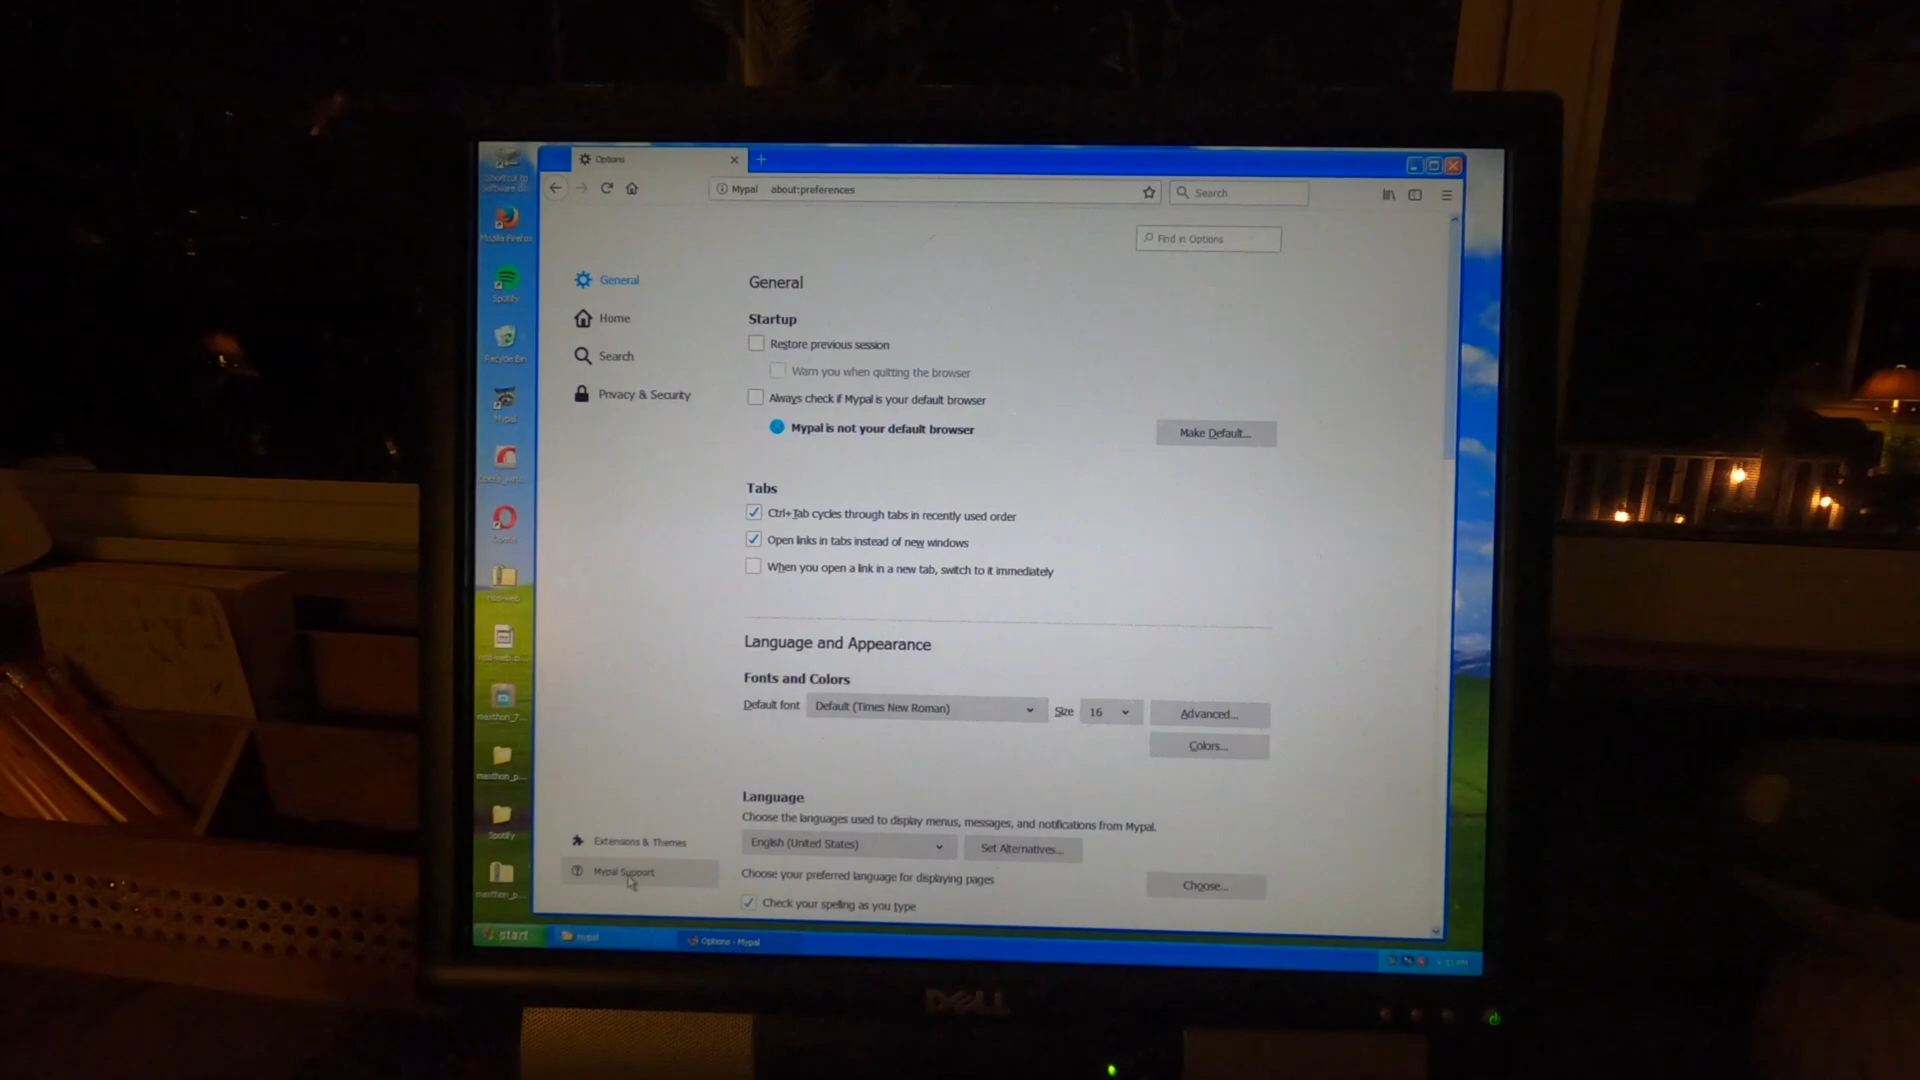 Options
Mypal about:preferences
Search
Find in Options
General
Home
Search
Privacy & Security
General
Startup
Restore previous session
Warn you when quitting the browser
Always check if Mypal is your default browser
Mypal is not your default browser
Make Default...
Tabs
Ctrl+Tab cycles through tabs in recently used order
Open links in tabs instead of new windows
When you open a link in a new tab, switch to it immediately
Language and Appearance
Fonts and Colors
Default font Default (Times New Roman) Size 16 Advanced...
Colors...
Language
Choose the languages used to display menus, messages, and notifications from Mypal.
English (United States) Set Alternatives...
Choose your preferred language for displaying pages
Choose...
Check your spelling as you type
Extensions & Themes
Mypal Support
Shortcut to
Mozilla Firefox
Spotify
Recycle Bin
Mypal
Opera
Spotify
start
mypal
Options - Mypal
DELL